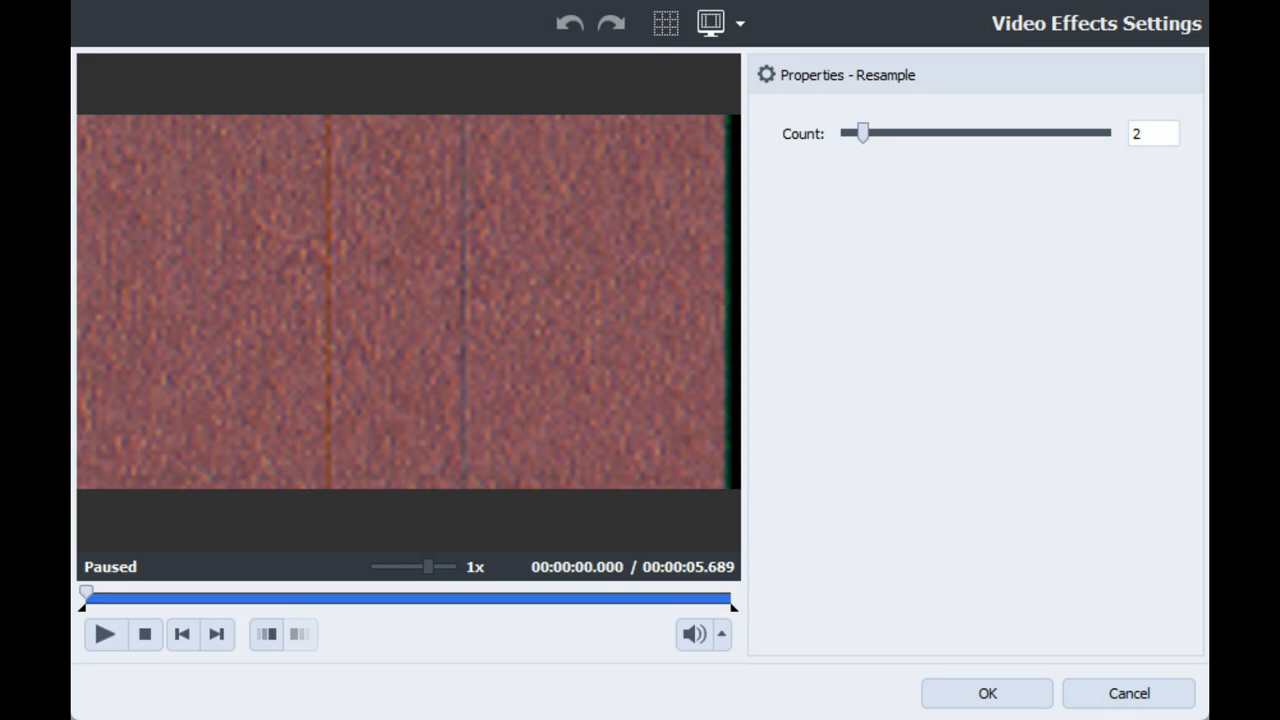 Video Effects Settings
Properties - Resample
Count: 2
Paused 1x 00:00:00.000 / 00:00:05.689
OK Cancel